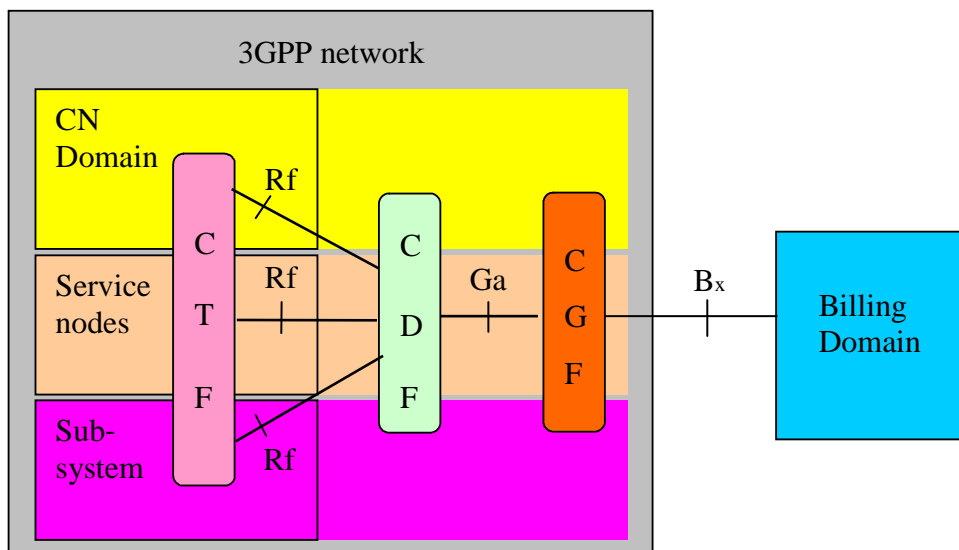 3GPP network
CN
Domain
Rf
C
T
F
Service
nodes
Rf
Sub-
system
Rf
C
D
F
Ga
C
G
F
Bx
Billing
Domain